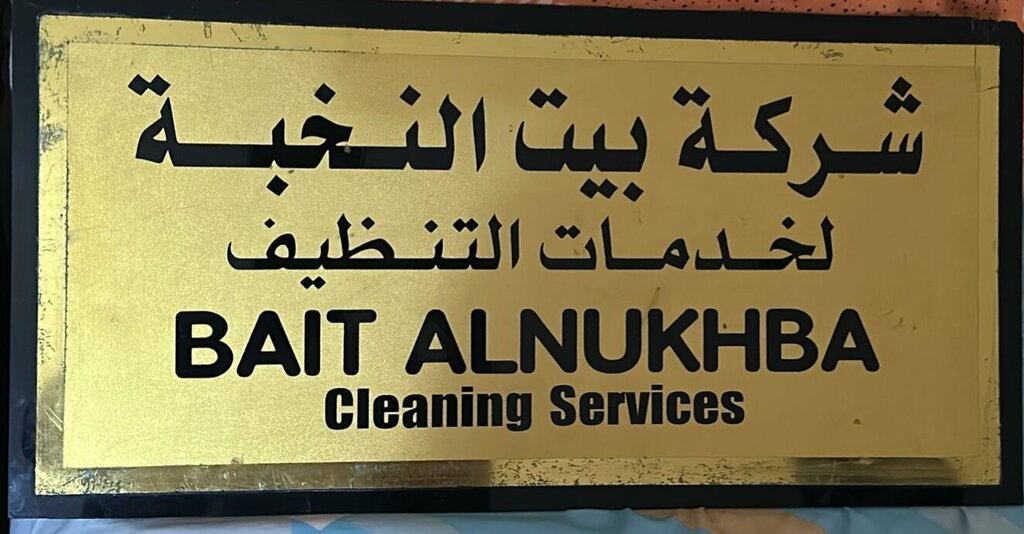 شركة بيت النخبة
لخدمات التنظيف
BAIT ALNUKHBA
Cleaning Services